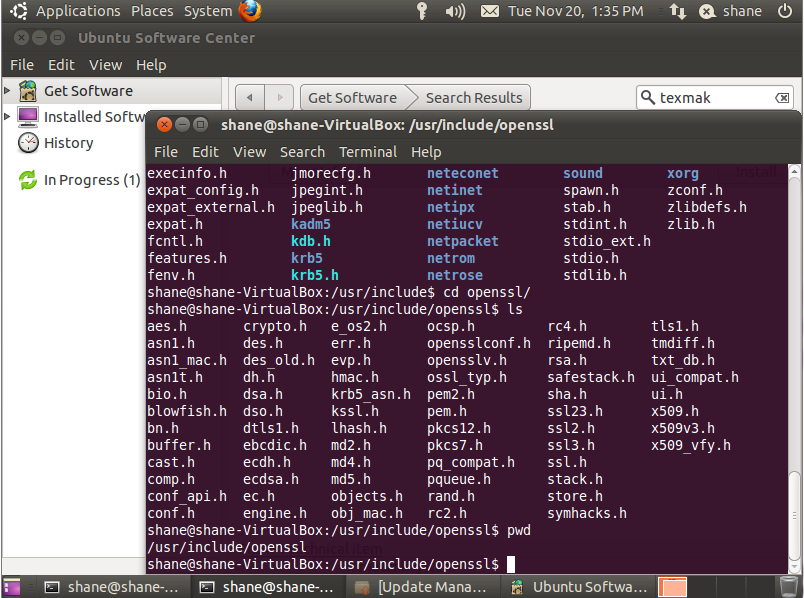 Applications Places System Tue Nov 20, 1:35 PM shane
Ubuntu Software Center
File Edit View Help
Get Software
Installed Softw
History
In Progress (1)
Get Software Search Results texmak
shane@shane-VirtualBox: /usr/include/openssl
File Edit View Search Terminal Help
Install
execinfo.h jmorecfg.h neteconet sound xorg
expat_config.h jpegint.h netinet spawn.h zconf.h
expat_external.h jpeglib.h netipx stab.h zlibdefs.h
expat.h kadm5 netiucv stdint.h zlib.h
fcntl.h kdb.h netpacket stdio_ext.h
features.h krb5 netrom stdio.h
fenv.h krb5.h netrose stdlib.h
shane@shane-VirtualBox:/usr/include$ cd openssl/
shane@shane-VirtualBox:/usr/include/openssl$ ls
aes.h crypto.h e_os2.h ocsp.h rc4.h tls1.h
asn1.h des.h err.h opensslconf.h ripemd.h tmdiff.h
asn1_mac.h des_old.h evp.h opensslv.h rsa.h txt_db.h
asn1t.h dh.h hmac.h ossl_typ.h safestack.h ui_compat.h
bio.h dsa.h krb5_asn.h pem2.h sha.h ui.h
blowfish.h dso.h kssl.h pem.h ssl23.h x509.h
bn.h dtls1.h lhash.h pkcs12.h ssl2.h x509v3.h
buffer.h ebcdic.h md2.h pkcs7.h ssl3.h x509_vfy.h
cast.h ecdh.h md4.h pq_compat.h ssl.h
comp.h ecdsa.h md5.h pqueue.h stack.h
conf_api.h ec.h objects.h rand.h store.h
conf.h engine.h obj_mac.h rc2.h symhacks.h
shane@shane-VirtualBox:/usr/include/openssl$ pwd
/usr/include/openssl
shane@shane-VirtualBox:/usr/include/openssl$
shane@shane-... shane@shane-... [Update Mana... Ubuntu Softwa...